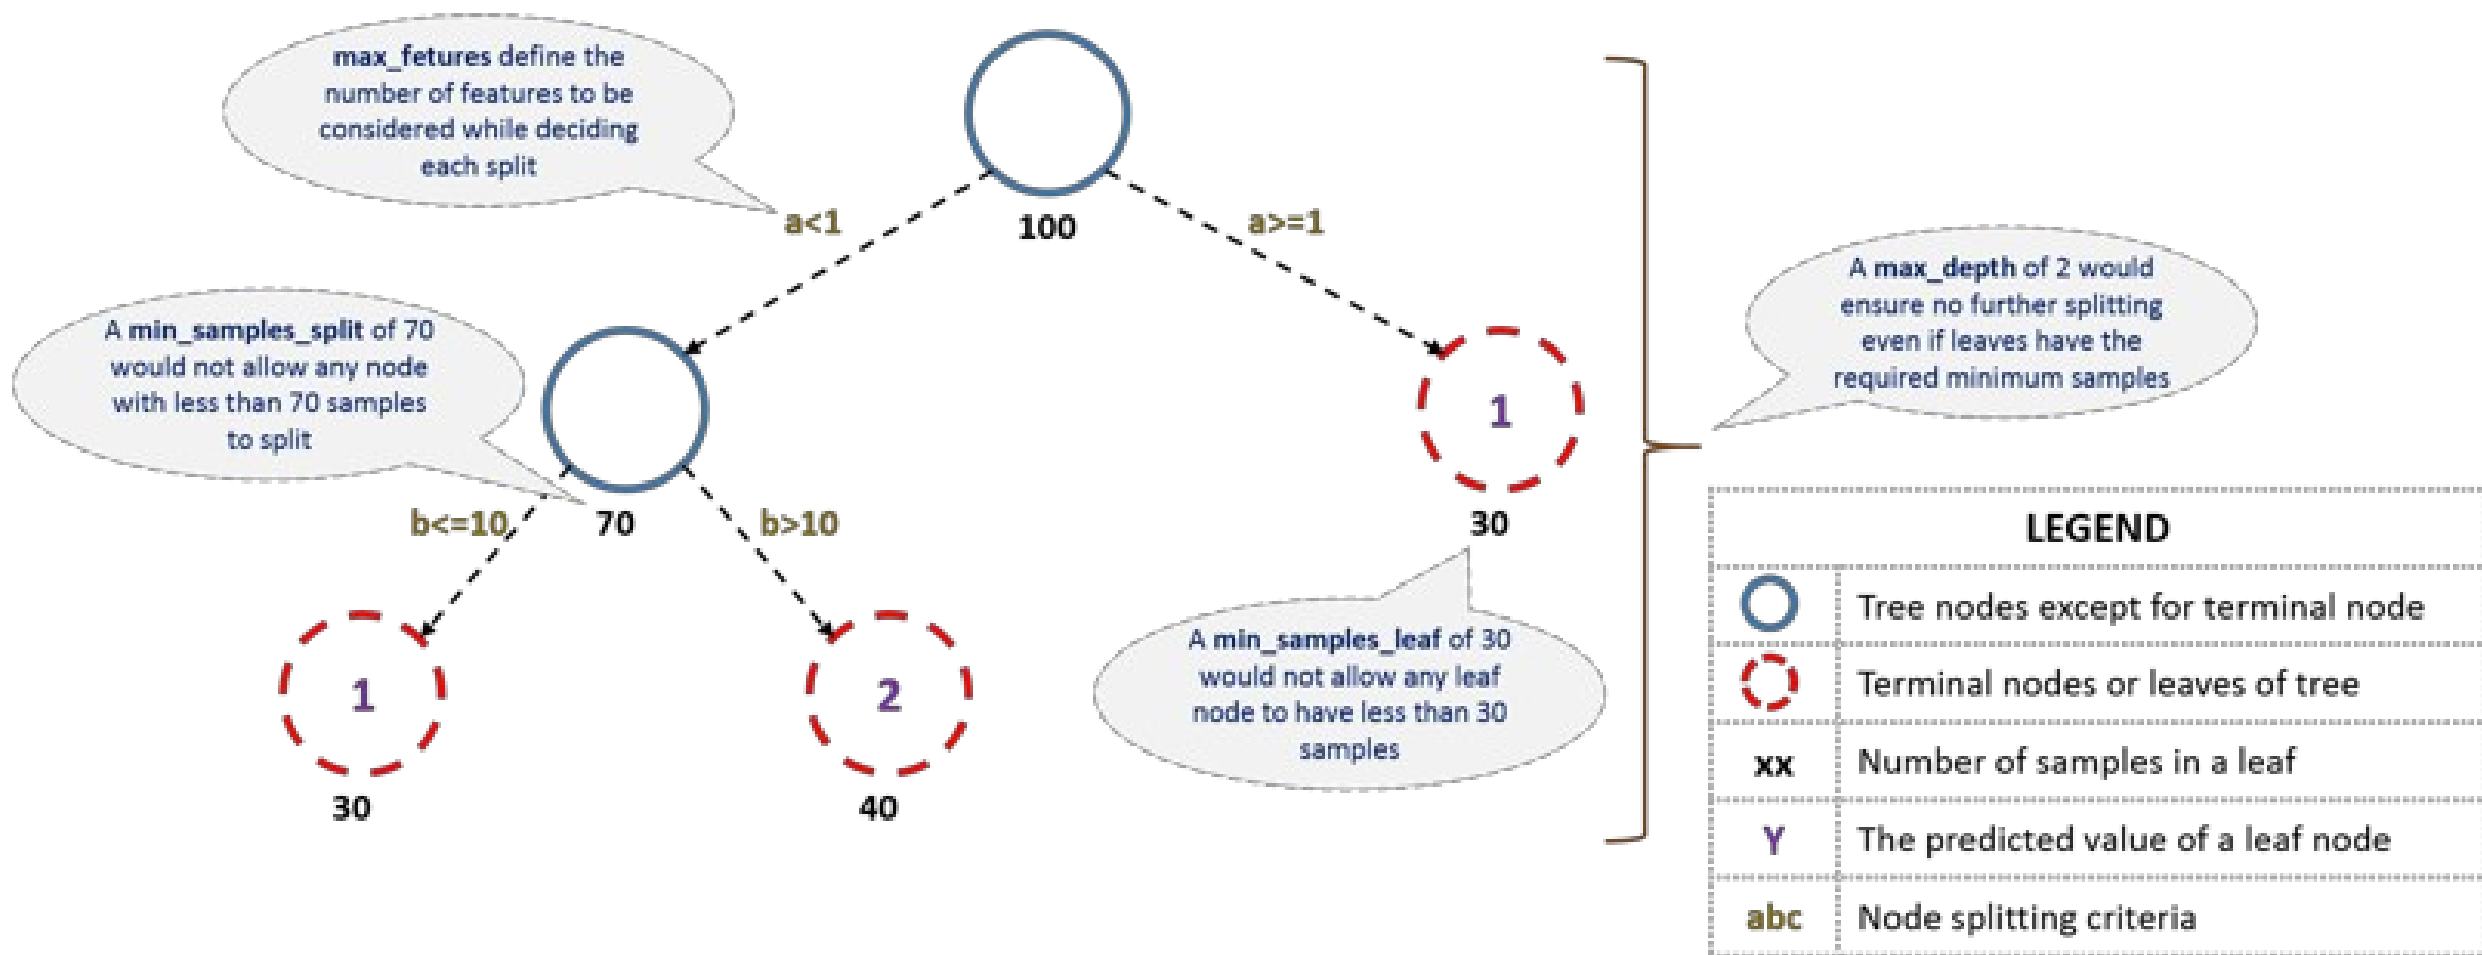 max_fetures define the
number of features to be
considered while deciding
each split
a<1
100
a>=1
A max_depth of 2 would
ensure no further splitting
even if leaves have the
required minimum samples
A min_samples_split of 70
would not allow any node
with less than 70 samples
to split
1
b<=10
70
b>10
30
A min_samples_leaf of 30
would not allow any leaf
node to have less than 30
samples
1
2
30
40
LEGEND
Tree nodes except for terminal node
Terminal nodes or leaves of tree
xx Number of samples in a leaf
Y The predicted value of a leaf node
abc Node splitting criteria